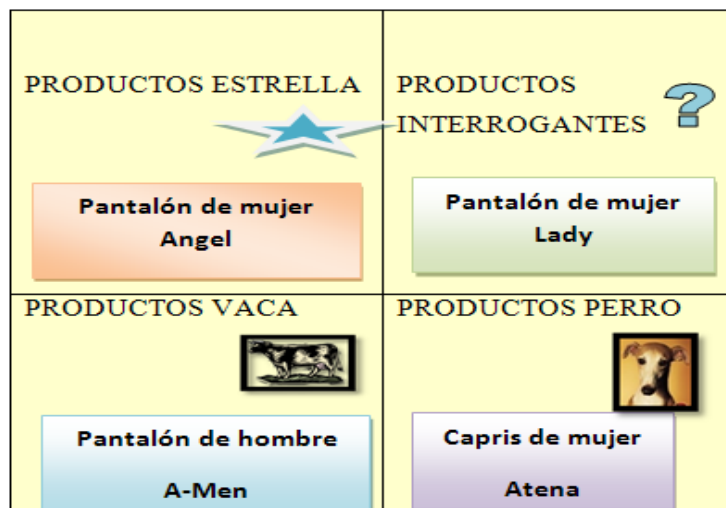 PRODUCTOS ESTRELLA
Pantalón de mujer
Angel
PRODUCTOS
INTERROGANTES
?
Pantalón de mujer
Lady
PRODUCTOS VACA
Pantalón de hombre
A-Men
PRODUCTOS PERRO
Capris de mujer
Atena